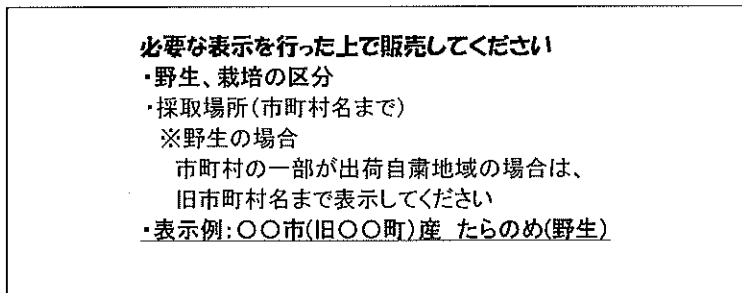 必要な表示を行った上で販売してください
・野生、栽培の区分
・採取場所(市町村名まで)
※野生の場合
市町村の一部が出荷自粛地域の場合は、
旧市町村名まで表示してください
・表示例:〇〇市(旧〇〇町)産 たらのめ(野生)